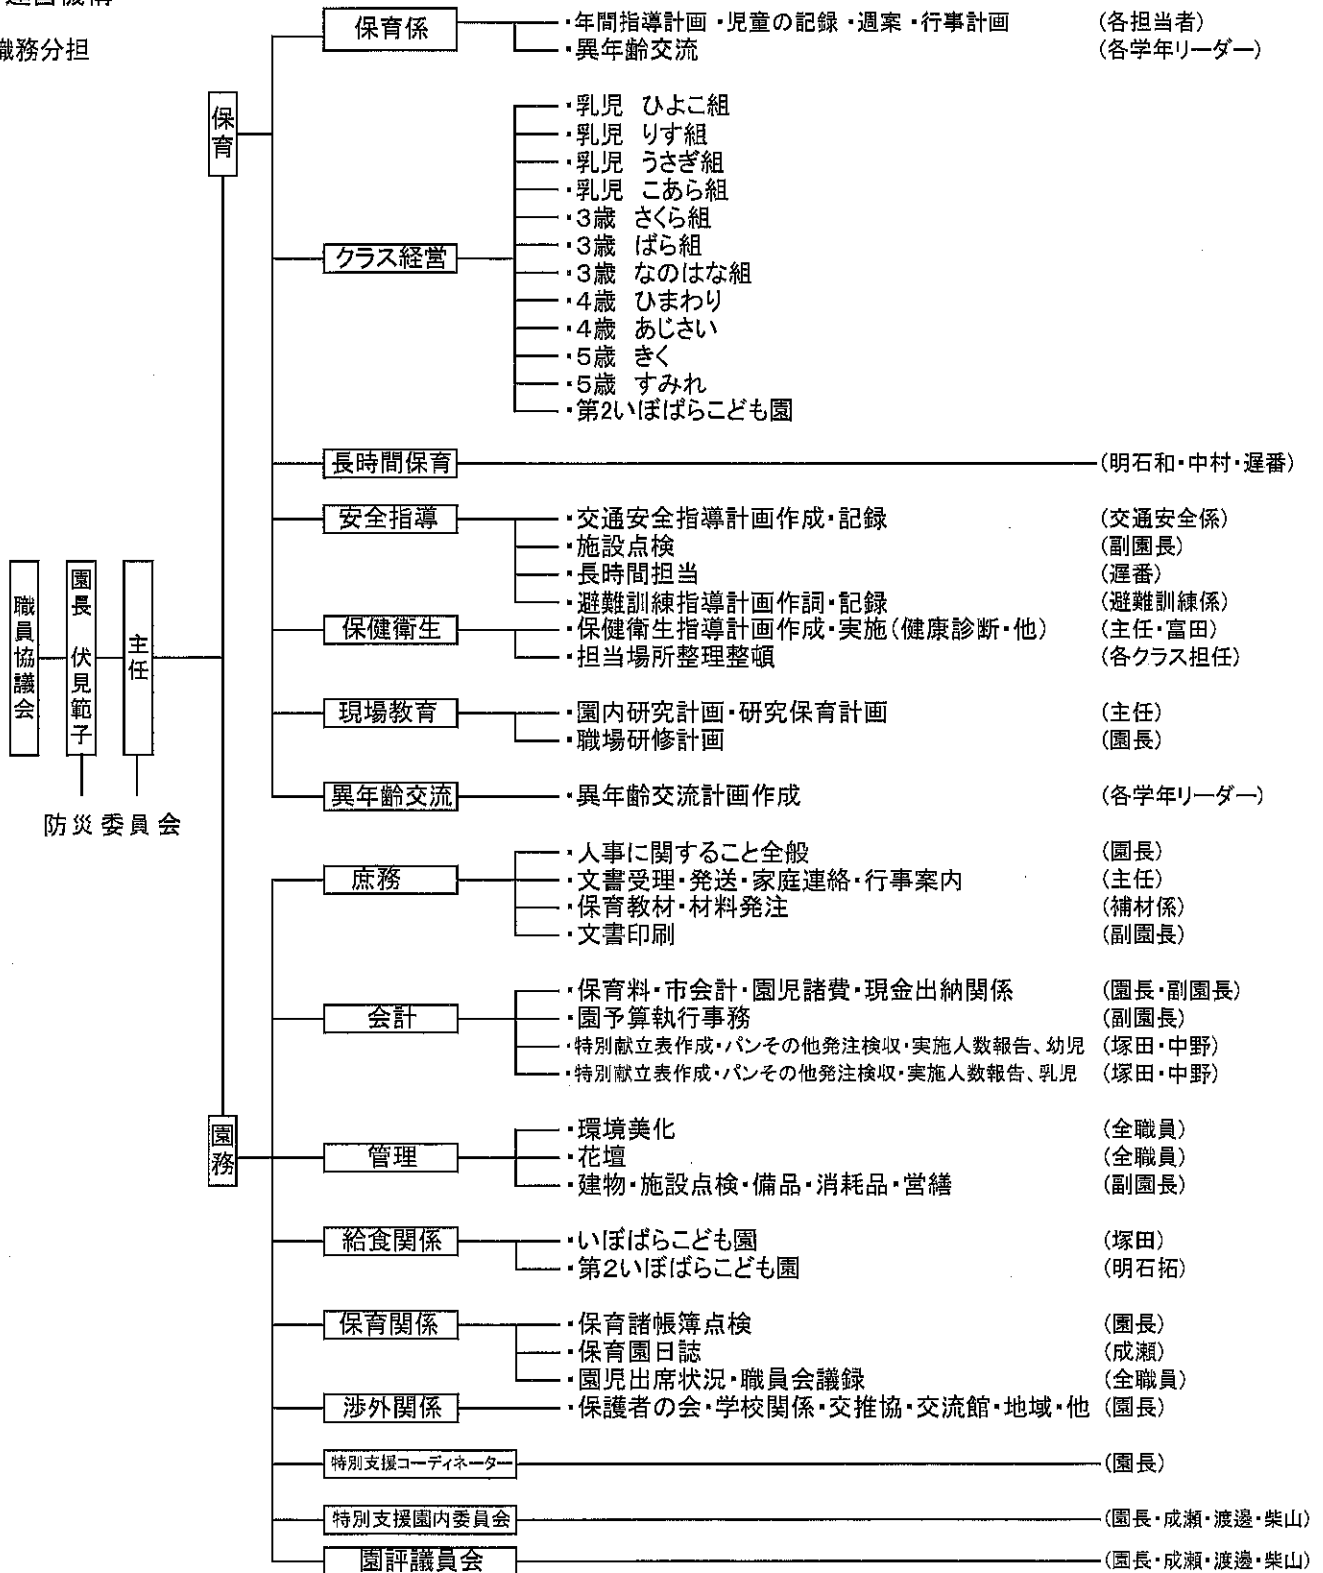 職務分担
保育係
・年間指導計画・児童の記録・週案・行事計画 (各担当者)
・異年齢交流 (各学年リーダー)
保育
クラス経営
・乳児 ひよこ組
・乳児 りす組
・乳児 うさぎ組
・乳児 こあら組
・3歳 さくら組
・3歳 ばら組
・3歳 なのはな組
・4歳 ひまわり
・4歳 あじさい
・5歳 きく
・5歳 すみれ
・第2いぼばらこども園
長時間保育 (明石和・中村・遅番)
安全指導
・交通安全指導計画作成・記録 (交通安全係)
・施設点検 (副園長)
・長時間担当 (遅番)
・避難訓練指導計画作詞・記録 (避難訓練係)
保健衛生
・保健衛生指導計画作成・実施(健康診断・他) (主任・富田)
・担当場所整理整頓 (各クラス担任)
職員協議会
園長 伏見範子
主任
防災委員会
現場教育
・園内研究計画・研究保育計画 (主任)
・職場研修計画 (園長)
異年齢交流 ・異年齢交流計画作成 (各学年リーダー)
庶務
・人事に関すること全般 (園長)
・文書受理・発送・家庭連絡・行事案内 (主任)
・保育教材・材料発注 (補材係)
・文書印刷 (副園長)
会計
・保育料・市会計・園児諸費・現金出納関係 (園長・副園長)
・園予算執行事務 (副園長)
・特別献立表作成・パンその他発注検収・実施人数報告、幼児 (塚田・中野)
・特別献立表作成・パンその他発注検収・実施人数報告、乳児 (塚田・中野)
園務
管理
・環境美化 (全職員)
・花壇 (全職員)
・建物・施設点検・備品・消耗品・営繕 (副園長)
給食関係
・いぼばらこども園 (塚田)
・第2いぼばらこども園 (明石拓)
保育関係
・保育諸帳簿点検 (園長)
・保育園日誌 (成瀬)
・園児出席状況・職員会議録 (全職員)
渉外関係 ・保護者の会・学校関係・交推協・交流館・地域・他 (園長)
特別支援コーディネーター (園長)
特別支援園内委員会 (園長・成瀬・渡邊・柴山)
園評議員会 (園長・成瀬・渡邊・柴山)